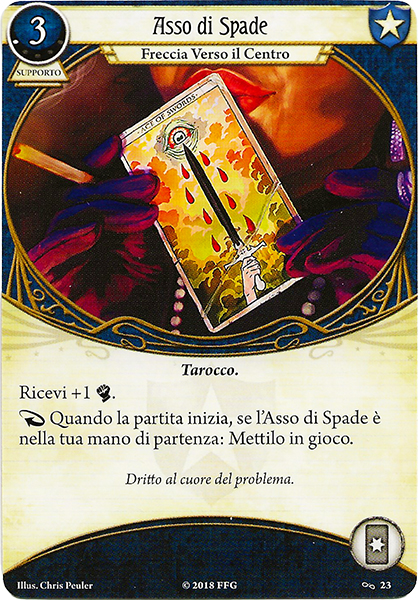 3
Asso di Spade
Freccia Verso il Centro
SUPPORTO
ACT OF SWORDS.
Tarocco.
Ricevi +1 .
Quando la partita inizia, se l'Asso di Spade è
nella tua mano di partenza: Mettilo in gioco.
Dritto al cuore del problema.
Illus. Chris Peuler
© 2018 FFG
23